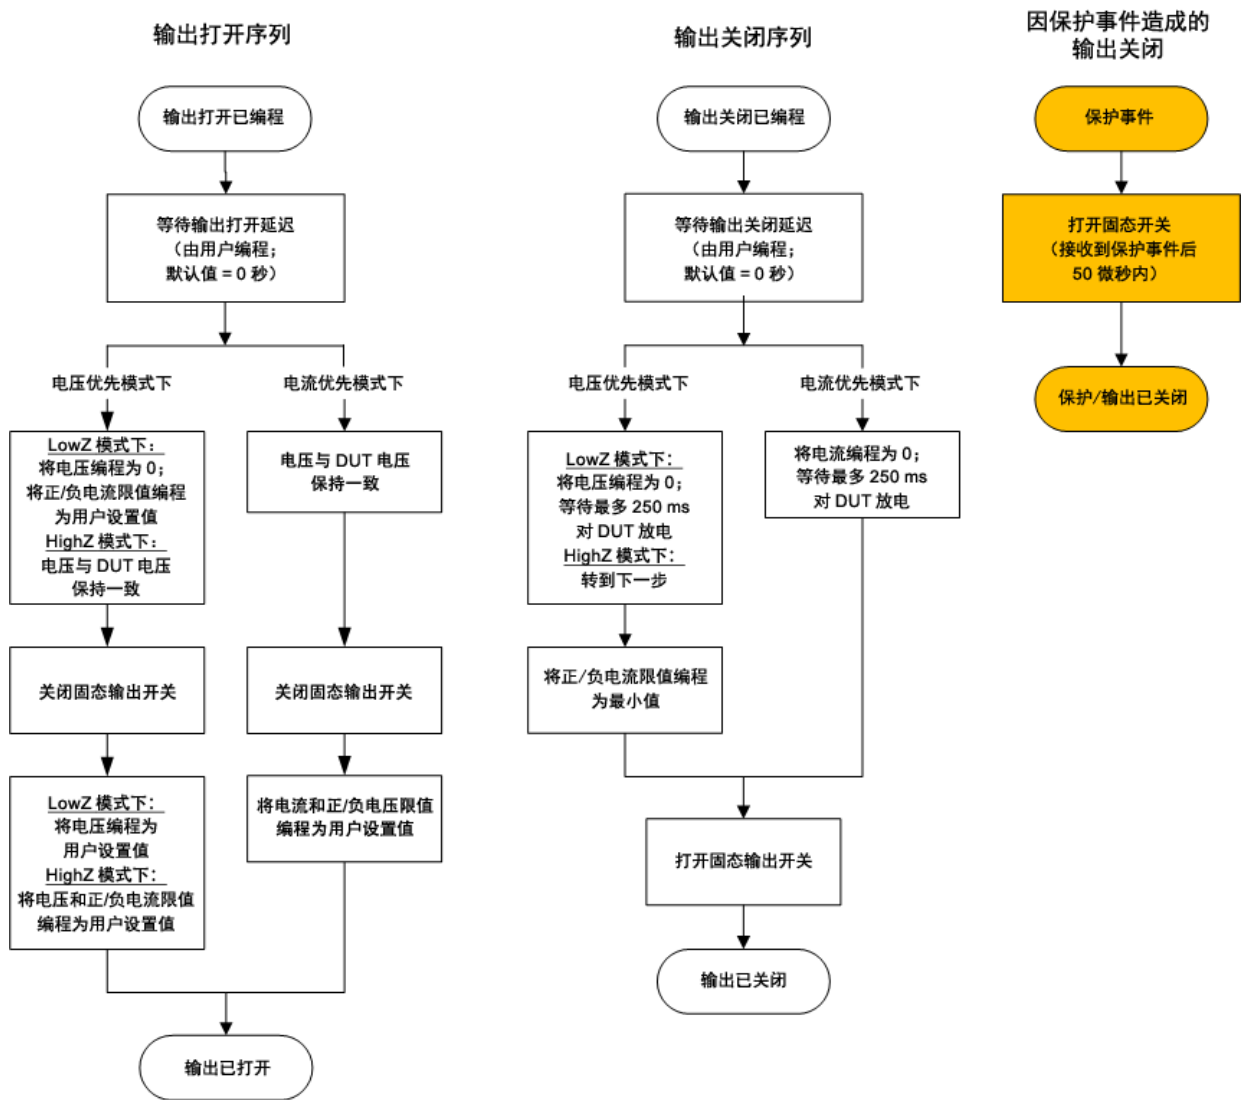 输出打开序列
输出打开已编程
等待输出打开延迟
（由用户编程；
默认值 = 0 秒）
电压优先模式下
电流优先模式下
LowZ 模式下：
将电压编程为 0；
将正/负电流限值编程
为用户设置值
HighZ 模式下：
电压与 DUT 电压
保持一致
电压与 DUT 电压
保持一致
关闭固态输出开关
关闭固态输出开关
LowZ 模式下：
将电压编程为
用户设置值
HighZ 模式下：
将电压和正/负电流限值
编程为用户设置值
将电流和正/负电压限值
编程为用户设置值
输出已打开
输出关闭序列
输出关闭已编程
等待输出关闭延迟
（由用户编程；
默认值 = 0 秒）
电压优先模式下
电流优先模式下
LowZ 模式下：
将电压编程为 0；
等待最多 250 ms
对 DUT 放电
HighZ 模式下：
转到下一步
将电流编程为 0；
等待最多 250 ms
对 DUT 放电
将正/负电流限值编程
为最小值
打开固态输出开关
输出已关闭
因保护事件造成的
输出关闭
保护事件
打开固态开关
（接收到保护事件后
50 微秒内）
保护/输出已关闭